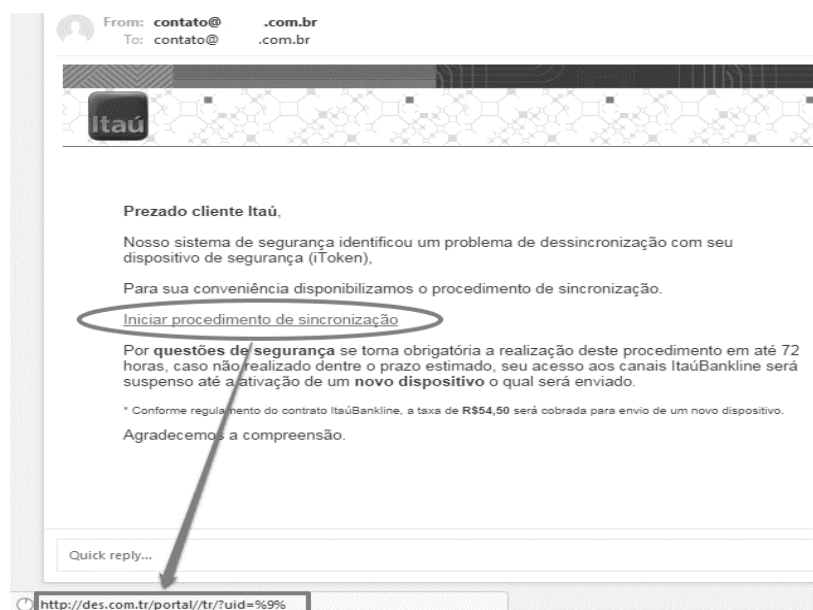 From: contato@ .com.br
To: contato@ .com.br
Itaú
Prezado cliente Itaú,
Nosso sistema de segurança identificou um problema de dessincronização com seu
dispositivo de segurança (iToken),
Para sua conveniência disponibilizamos o procedimento de sincronização.
Iniciar procedimento de sincronização
Por questões de segurança se torna obrigatória a realização deste procedimento em até 72
horas, caso não realizado dentre o prazo estimado, seu acesso aos canais ItaúBankline será
suspenso até a ativação de um novo dispositivo o qual será enviado.
* Conforme regulamento do contrato ItaúBankline, a taxa de R$54,50 será cobrada para envio de um novo dispositivo.
Agradecemos a compreensão.
Quick reply...
http://des.com.tr/portal//tr/?uid=%9%